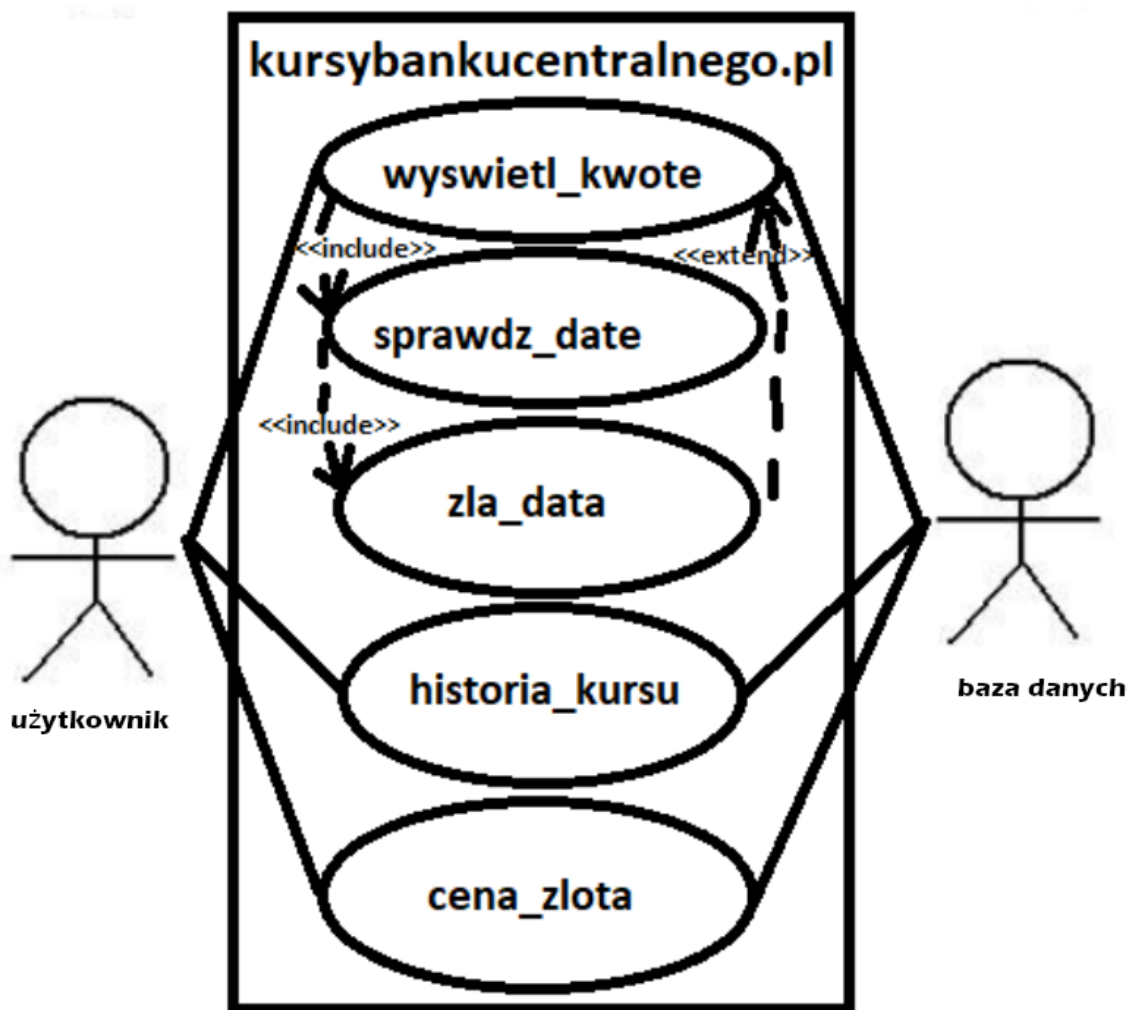 kursybankucentralnego.pl
wyswietl_kwote
<<include>>
<<extend>>
sprawdz_date
<<include>>
zla_data
historia_kursu
baza danych
użytkownik
cena_zlota